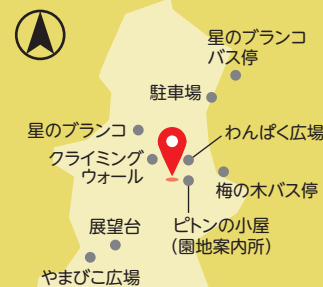 星のブランコ
バス停
駐車場
星のブランコ
わんぱく広場
クライミング
ウォール
梅の木バス停
ピトンの小屋
（園地案内所）
展望台
やまびこ広場